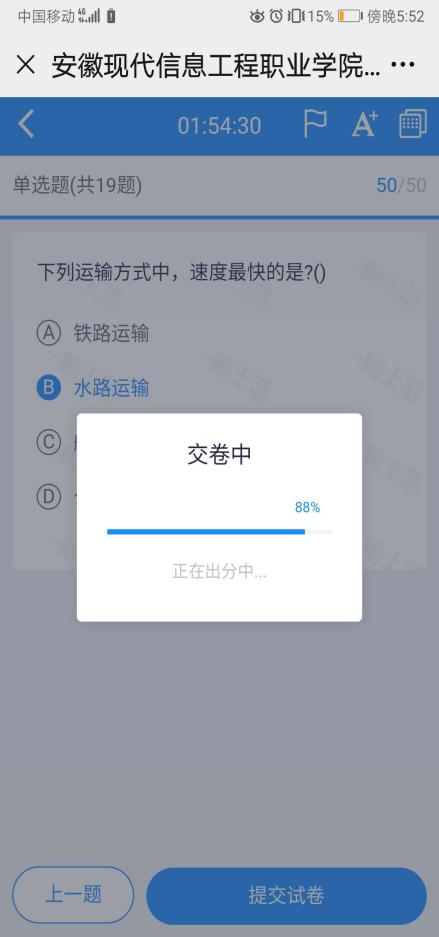 中国移动 4G 15% 傍晚5:52
安徽现代信息工程职业学院...
01:54:30 A+
单选题(共19题) 50/50
下列运输方式中，速度最快的是?()
A 铁路运输
B 水路运输
C
D
交卷中
88%
正在出分中...
上一题 提交试卷